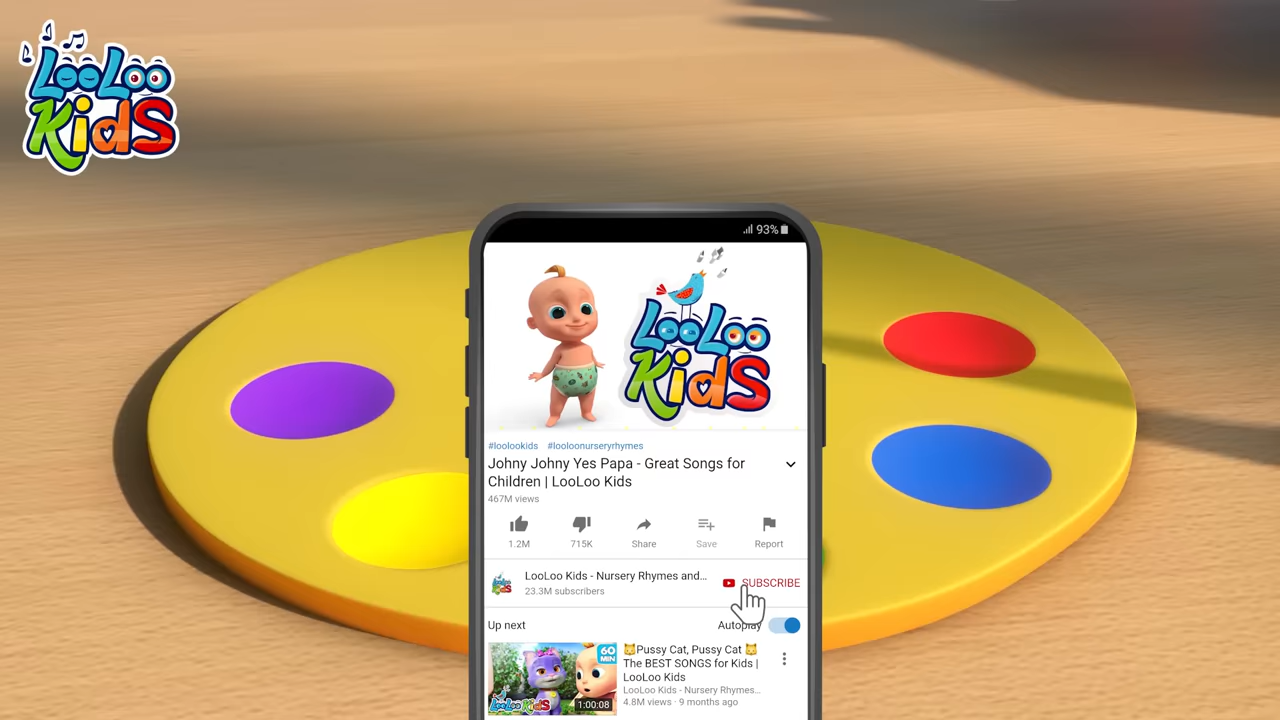 LooLoo
Kids
93%
LooLoo
Kids
#loolookids #looloonurseryrhymes
Johny Johny Yes Papa - Great Songs for
Children | LooLoo Kids
467M views
1.2M 715K Share Save Report
LooLoo Kids - Nursery Rhymes and...
SUBSCRIBE
23.3M subscribers
Up next
Autoplay
60
MIN
LooLoo Kids
1:00:08
🐱Pussy Cat, Pussy Cat 🐱
The BEST SONGS for Kids |
LooLoo Kids
LooLoo Kids - Nursery Rhymes...
4.8M views · 9 months ago